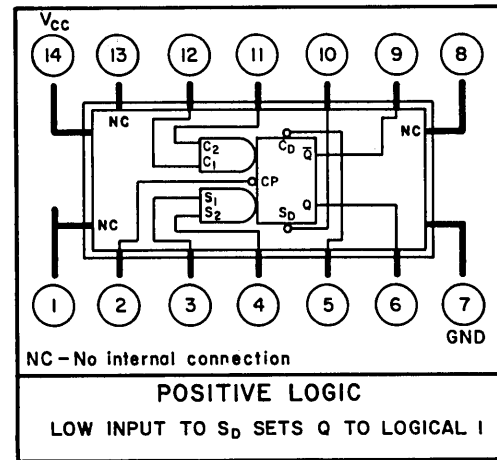 VCC
14 13 12 11 10 9 8
NC NC NC
C2 CD Q̅
C1
CP
S1 Q
S2 SD
NC
1 2 3 4 5 6 7
GND
NC – No internal connection
POSITIVE LOGIC
LOW INPUT TO SD SETS Q TO LOGICAL 1